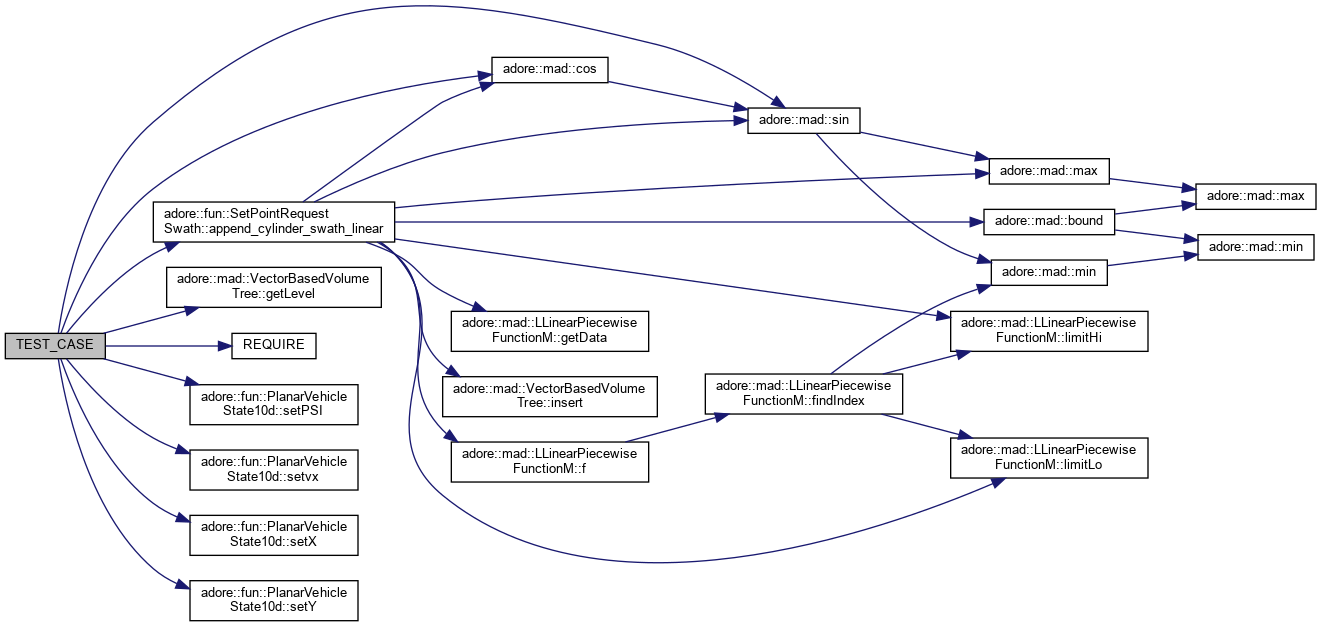 TEST_CASE
adore::fun::SetPointRequest
Swath::append_cylinder_swath_linear
adore::mad::VectorBasedVolume
Tree::getLevel
REQUIRE
adore::fun::PlanarVehicle
State10d::setPSI
adore::fun::PlanarVehicle
State10d::setvx
adore::fun::PlanarVehicle
State10d::setX
adore::fun::PlanarVehicle
State10d::setY
adore::mad::cos
adore::mad::LLinearPiecewise
FunctionM::getData
adore::mad::VectorBasedVolume
Tree::insert
adore::mad::LLinearPiecewise
FunctionM::f
adore::mad::sin
adore::mad::LLinearPiecewise
FunctionM::findIndex
adore::mad::max
adore::mad::bound
adore::mad::min
adore::mad::LLinearPiecewise
FunctionM::limitHi
adore::mad::LLinearPiecewise
FunctionM::limitLo
adore::mad::max
adore::mad::min